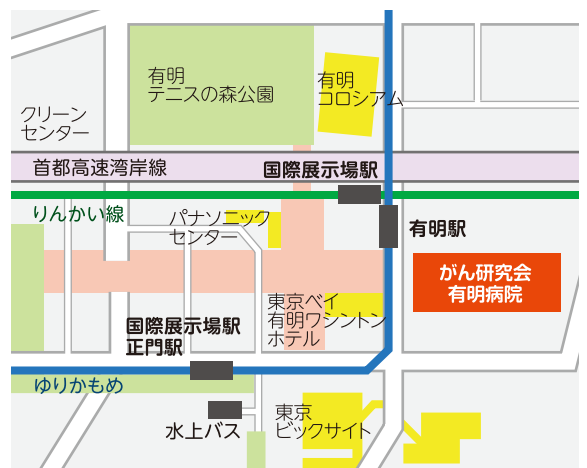 有明
テニスの森公園
有明
コロシアム
クリーン
センター
首都高速湾岸線
国際展示場駅
りんかい線
パナソニック
センター
有明駅
がん研究会
有明病院
東京ベイ
有明ワシントン
ホテル
国際展示場駅
正門駅
ゆりかもめ
水上バス
東京
ビックサイト